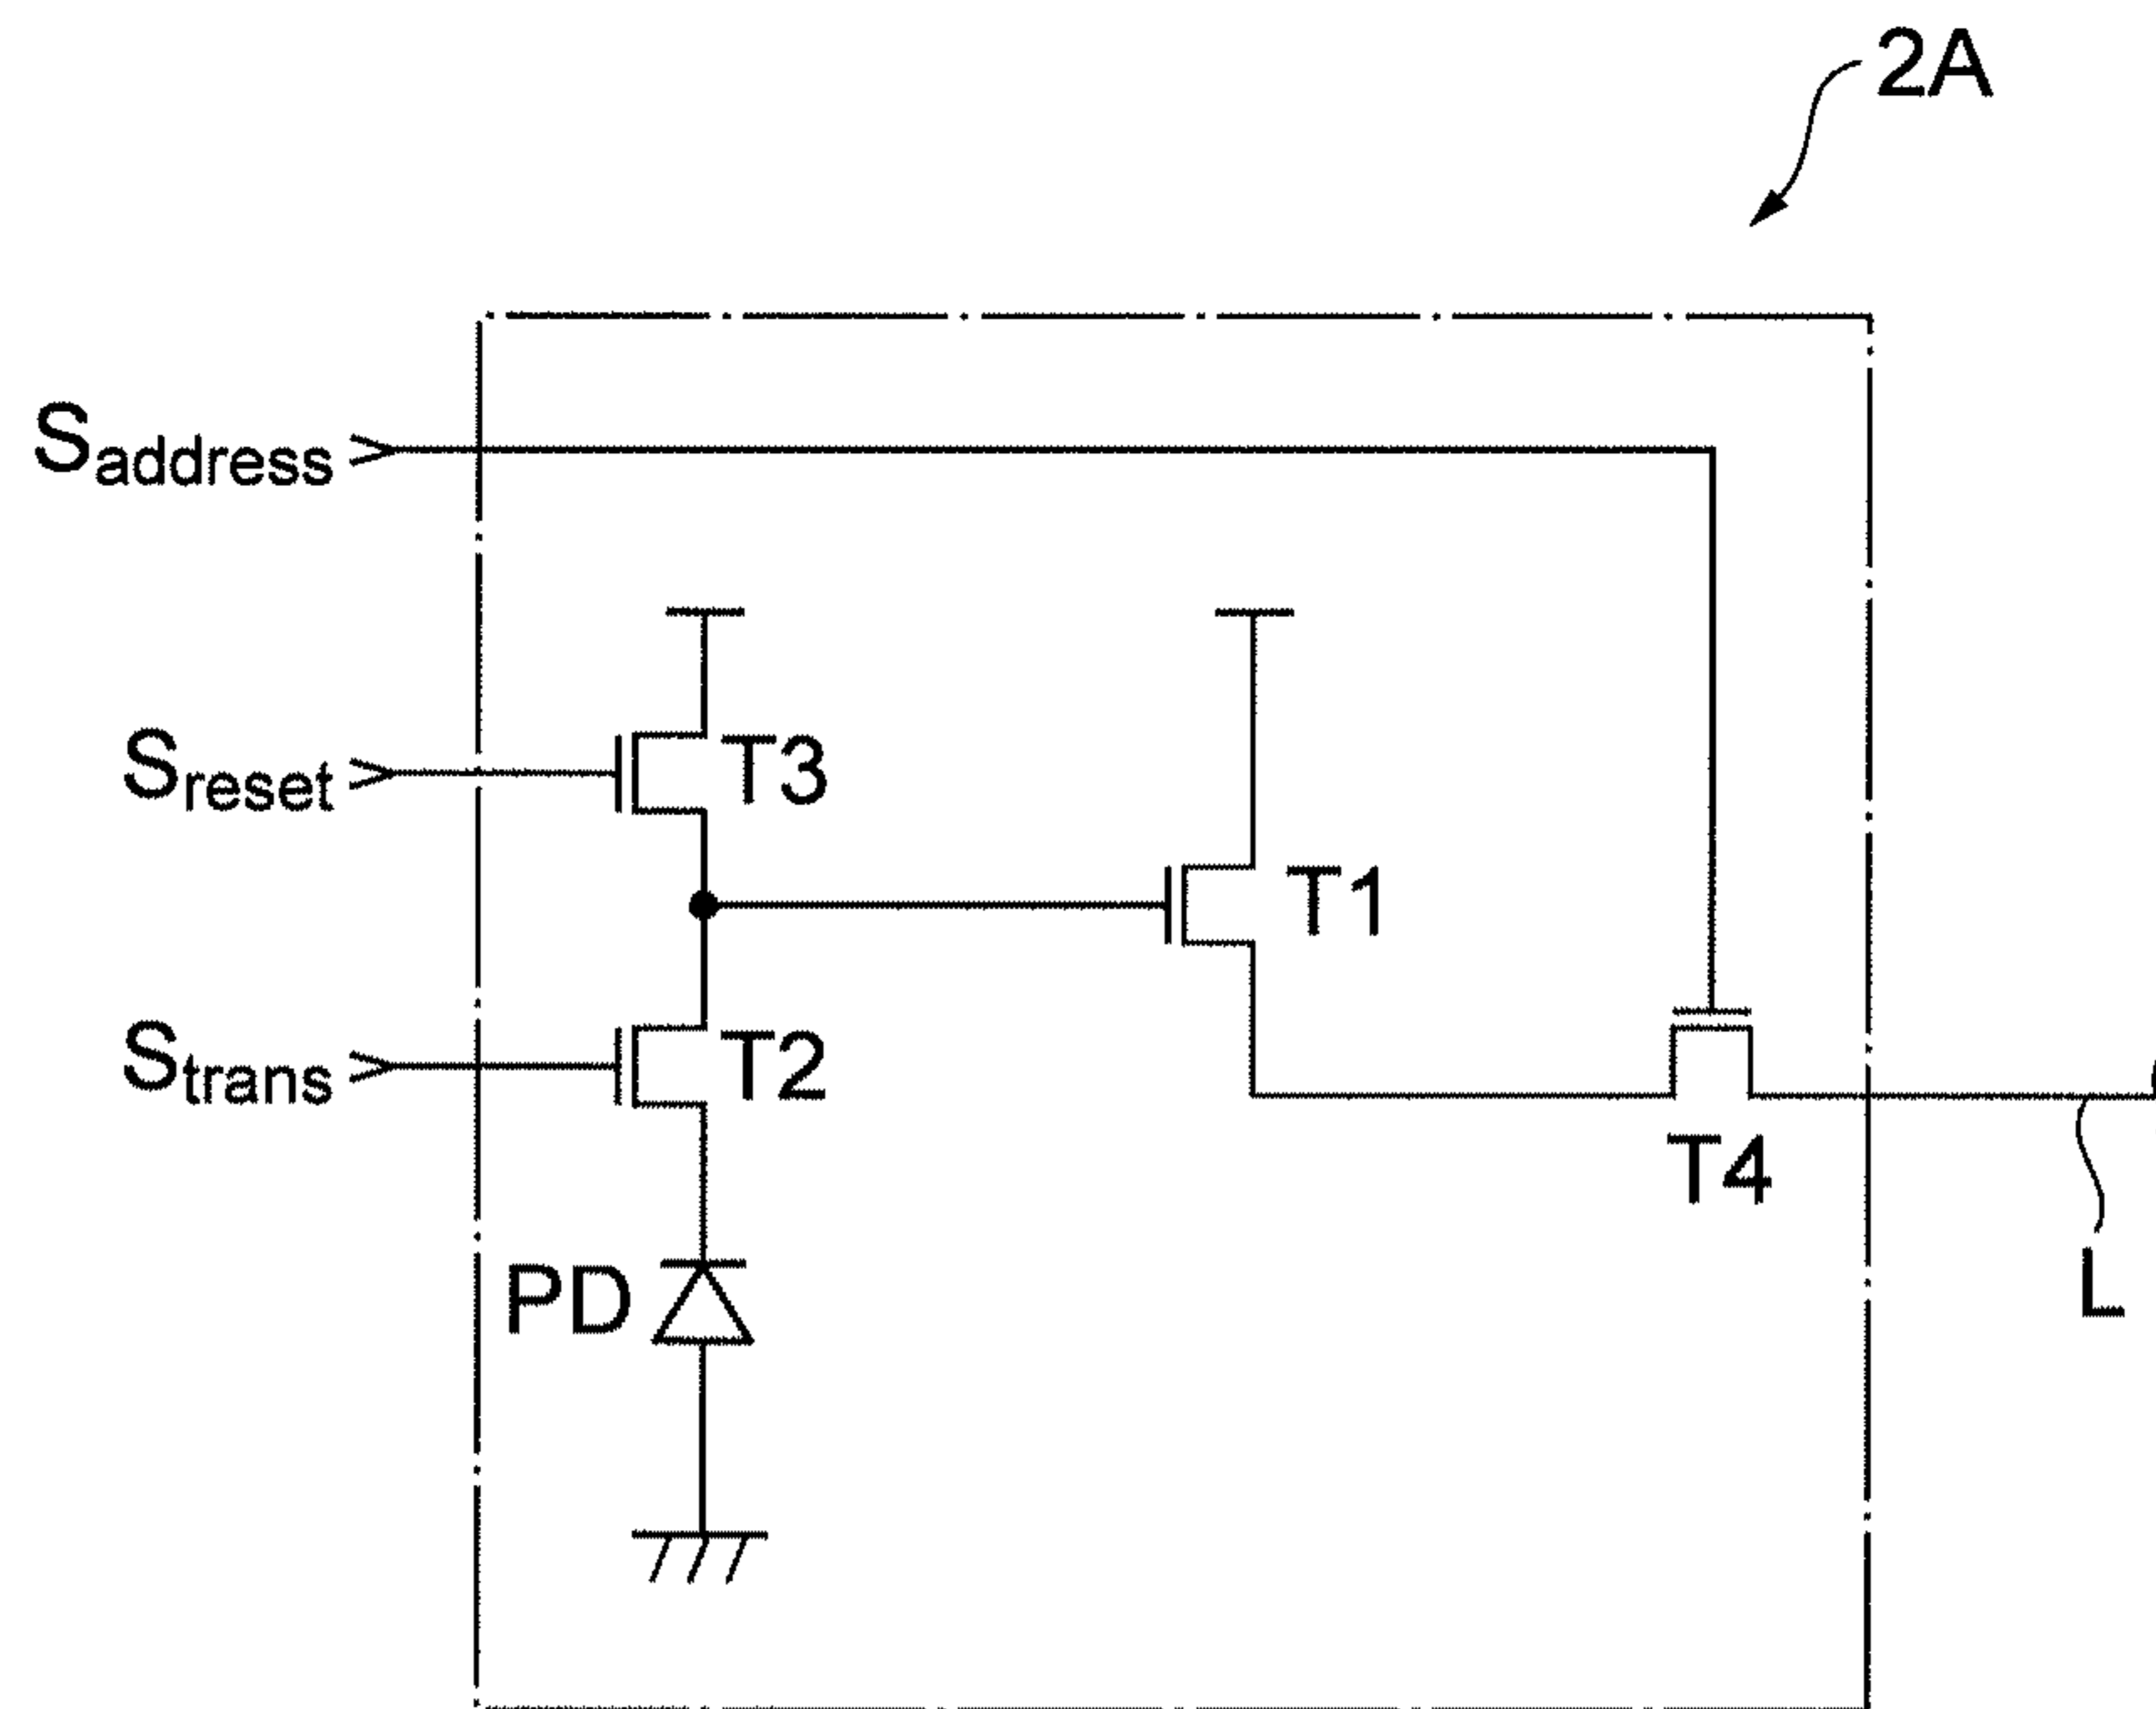 2A
Saddress
Sreset
T3
T1
Strans
T2
T4
PD
L